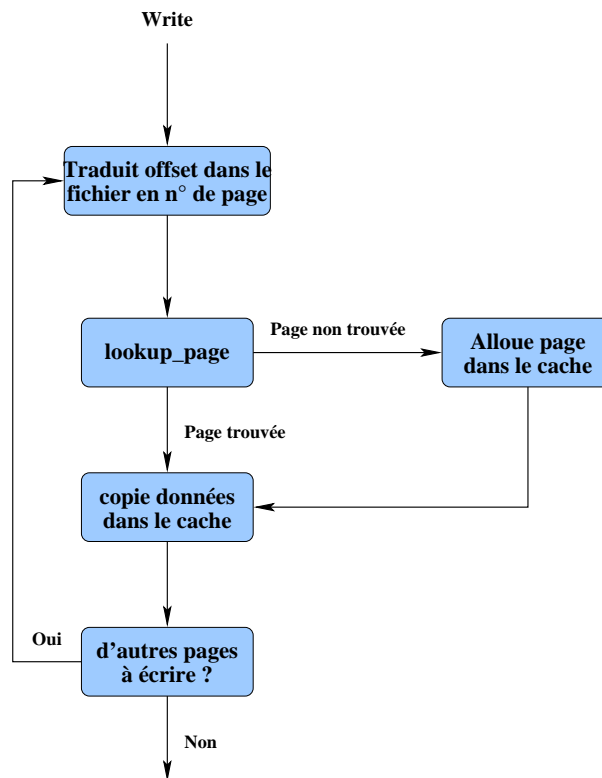 Write
Traduit offset dans le
fichier en n° de page
lookup_page
Page non trouvée
Alloue page
dans le cache
Page trouvée
copie données
dans le cache
Oui
d'autres pages
à écrire ?
Non